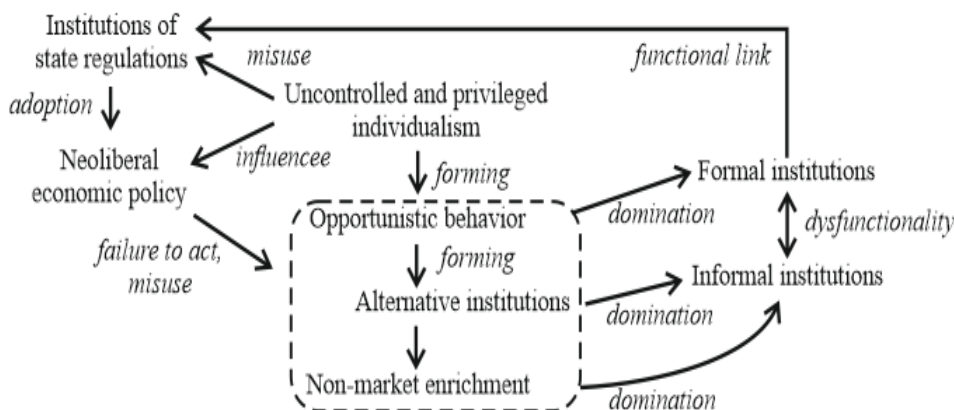 Institutions of
state regulations
misuse
functional link
adoption
Uncontrolled and privileged
individualism
Neoliberal
economic policy
influencee
forming
Formal institutions
Opportunistic behavior
domination
dysfunctionality
failure to act,
misuse
forming
Informal institutions
Alternative institutions
domination
Non-market enrichment
domination